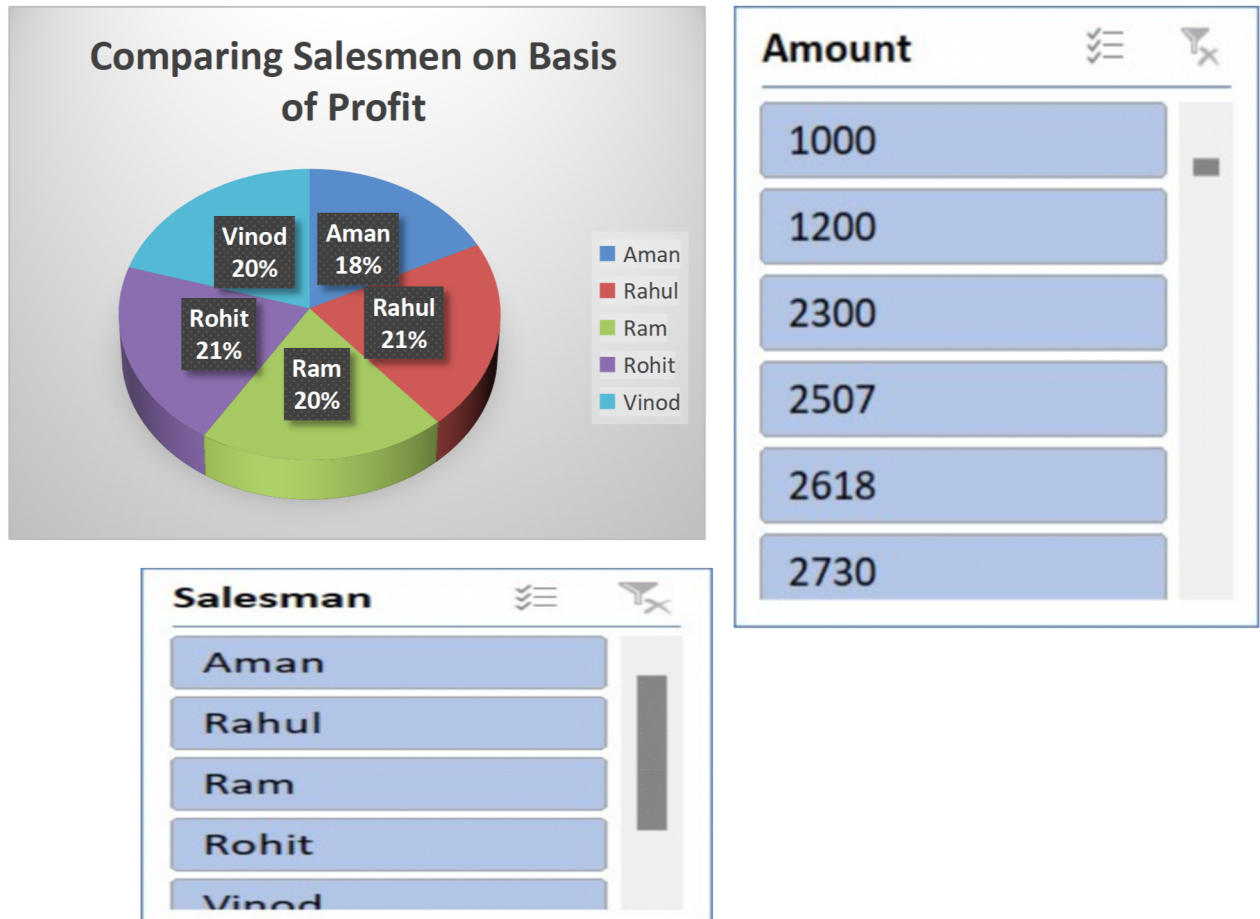 Comparing Salesmen on Basis
of Profit
Vinod
20%
Aman
18%
Rohit
21%
Rahul
21%
Ram
20%
Aman
Rahul
Ram
Rohit
Vinod
Amount
1000
1200
2300
2507
2618
2730
Salesman
Aman
Rahul
Ram
Rohit
Vinod